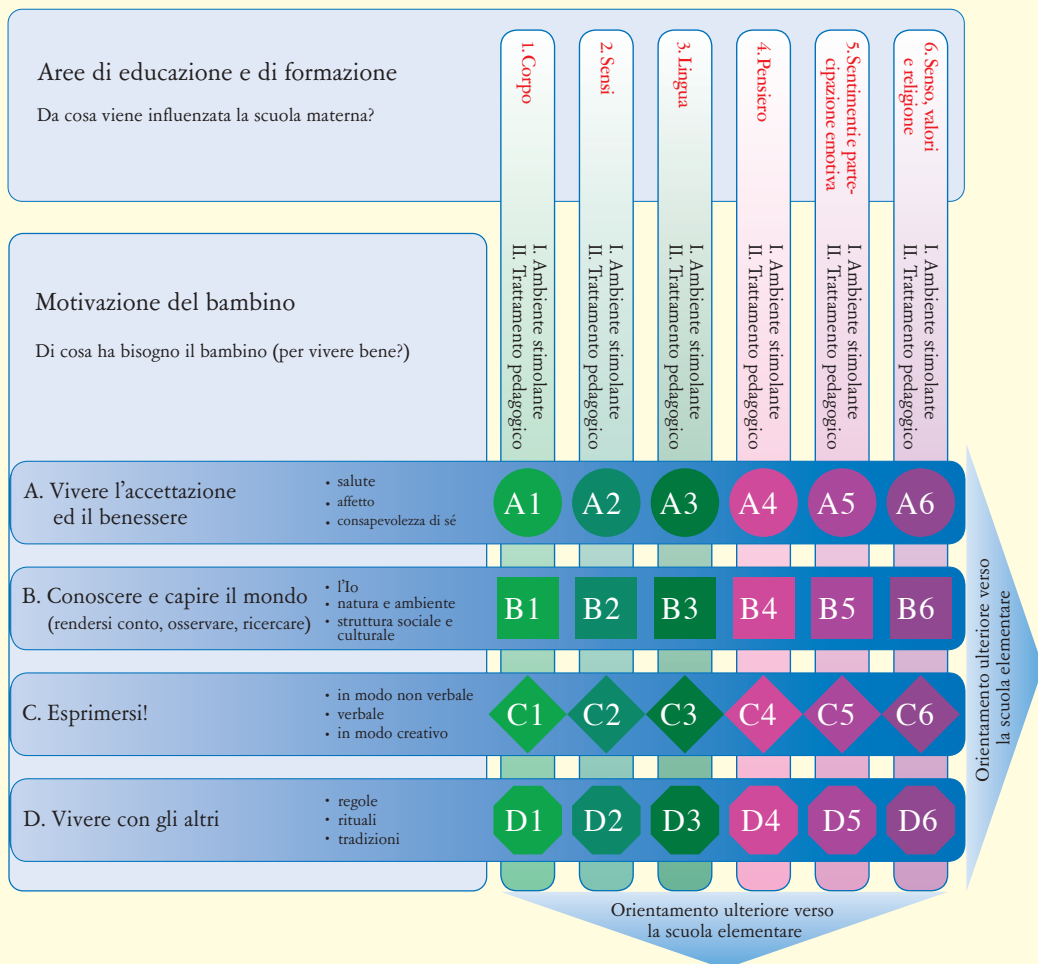 Aree di educazione e di formazione
Da cosa viene influenzata la scuola materna?
1. Corpo
2. Sensi
3. Lingua
4. Pensiero
5. Sentimenti e parte-
cipazione emotiva
6. Senso, valori
e religione
I. Ambiente stimolante
II. Trattamento pedagogico
I. Ambiente stimolante
II. Trattamento pedagogico
I. Ambiente stimolante
II. Trattamento pedagogico
I. Ambiente stimolante
II. Trattamento pedagogico
I. Ambiente stimolante
II. Trattamento pedagogico
I. Ambiente stimolante
II. Trattamento pedagogico
Motivazione del bambino
Di cosa ha bisogno il bambino (per vivere bene?)
A. Vivere l'accettazione
ed il benessere
• salute
• affetto
• consapevolezza di sé
A1 A2 A3 A4 A5 A6
B. Conoscere e capire il mondo
(rendersi conto, osservare, ricercare)
• l'Io
• natura e ambiente
• struttura sociale e
culturale
B1 B2 B3 B4 B5 B6
C. Esprimersi!
• in modo non verbale
• verbale
• in modo creativo
C1 C2 C3 C4 C5 C6
D. Vivere con gli altri
• regole
• rituali
• tradizioni
D1 D2 D3 D4 D5 D6
Orientamento ulteriore verso
la scuola elementare
Orientamento ulteriore verso
la scuola elementare